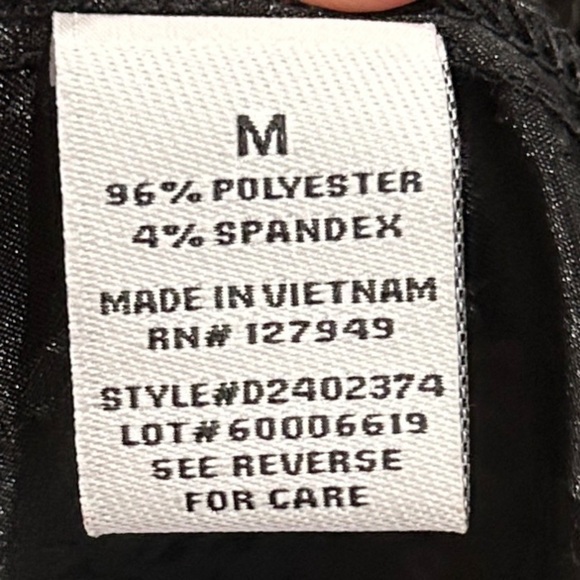 M
96% POLYESTER
4% SPANDEX
MADE IN VIETNAM
RN# 127949
STYLE#D2402374
LOT# 60006619
SEE REVERSE
FOR CARE